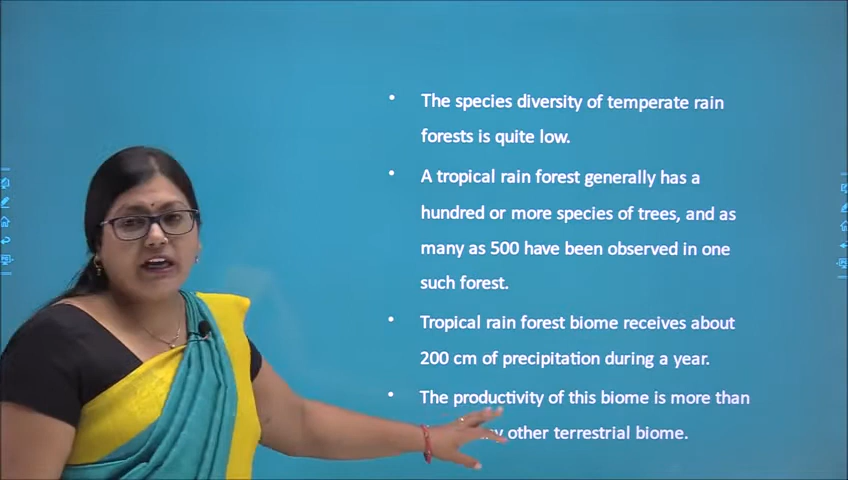 • The species diversity of temperate rain
forests is quite low.
• A tropical rain forest generally has a
hundred or more species of trees, and as
many as 500 have been observed in one
such forest.
• Tropical rain forest biome receives about
200 cm of precipitation during a year.
• The productivity of this biome is more than
other terrestrial biome.